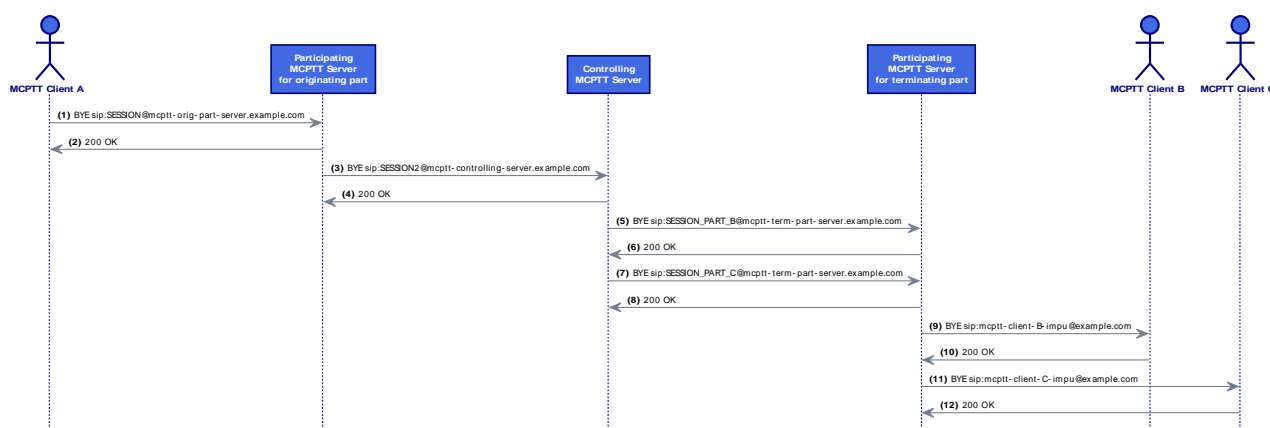 Participating
MCPTT Server
for originating part
Controlling
MCPTT Server
Participating
MCPTT Server
for terminating part
MCPTT Client A
MCPTT Client B
MCPTT Client
(1) BYE sip:SESSION@mcptt-orig-part-server.example.com
(2) 200 OK
(3) BYE sip:SESSION2@mcptt-controlling-server.example.com
(4) 200 OK
(5) BYE sip:SESSION_PART_B@mcptt-term-part-server.example.com
(6) 200 OK
(7) BYE sip:SESSION_PART_C@mcptt-term-part-server.example.com
(8) 200 OK
(9) BYE sip:mcptt-client-B-impu@example.com
(10) 200 OK
(11) BYE sip:mcptt-client-C-impu@example.com
(12) 200 OK